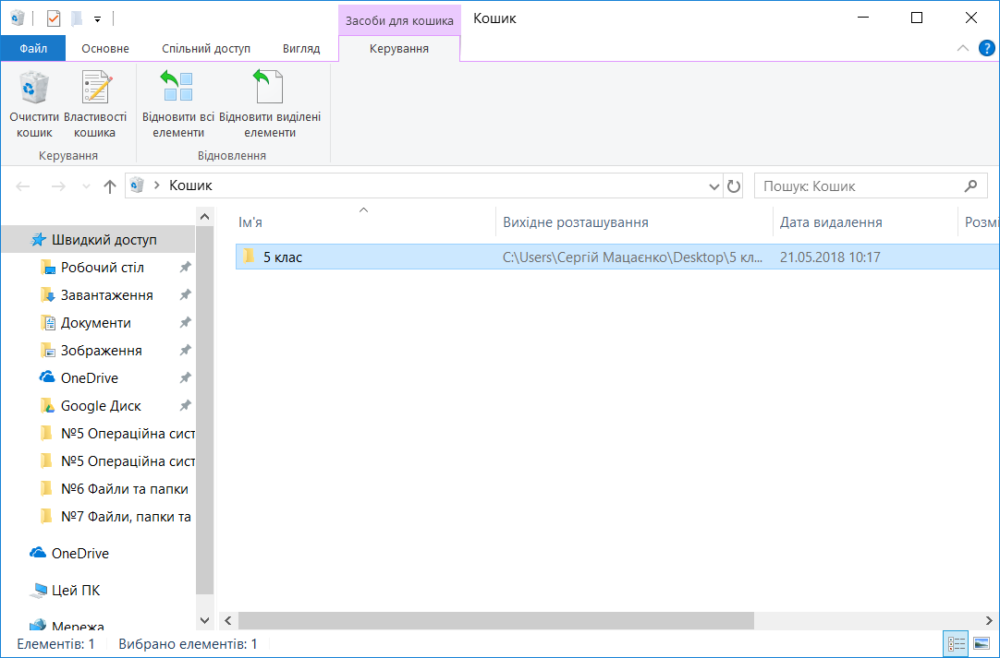 Засоби для кошика
Кошик
Файл
Основне
Спільний доступ
Вигляд
Керування
?
Очистити кошик
Властивості кошика
Відновити всі елементи
Відновити виділені елементи
Керування
Відновлення
Кошик
Пошук: Кошик
Ім'я
Вихідне розташування
Дата видалення
Розмі
5 клас
C:\Users\Сергій Мацаєнко\Desktop\5 кл...
21.05.2018 10:17
Швидкий доступ
Робочий стіл
Завантаження
Документи
Зображення
OneDrive
Google Диск
№5 Операційна сист
№5 Операційна сист
№6 Файли та папки
№7 Файли, папки та
OneDrive
Цей ПК
Мережа
Елементів: 1
Вибрано елементів: 1